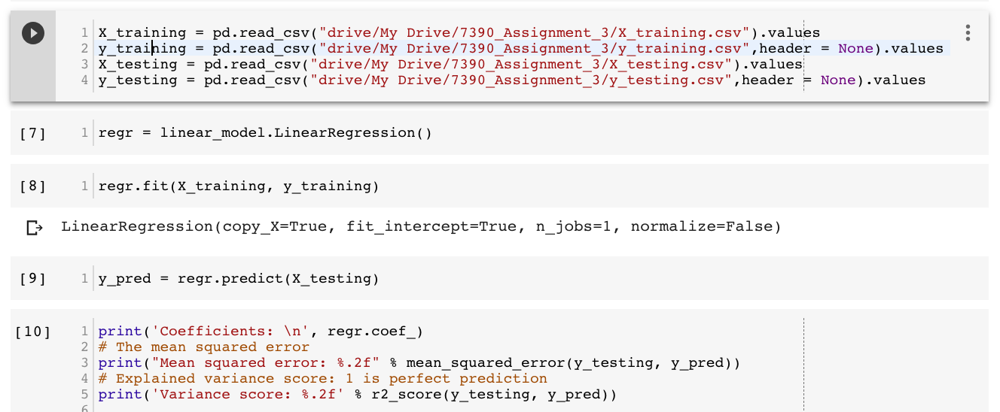 1 X_training = pd.read_csv("drive/My Drive/7390_Assignment_3/X_training.csv").values
2 y_training = pd.read_csv("drive/My Drive/7390_Assignment_3/y_training.csv",header = None).values
3 X_testing = pd.read_csv("drive/My Drive/7390_Assignment_3/X_testing.csv").values
4 y_testing = pd.read_csv("drive/My Drive/7390_Assignment_3/y_testing.csv",header = None).values
[7] 1 regr = linear_model.LinearRegression()
[8] 1 regr.fit(X_training, y_training)
LinearRegression(copy_X=True, fit_intercept=True, n_jobs=1, normalize=False)
[9] 1 y_pred = regr.predict(X_testing)
[10] 1 print('Coefficients: \n', regr.coef_)
2 # The mean squared error
3 print("Mean squared error: %.2f" % mean_squared_error(y_testing, y_pred))
4 # Explained variance score: 1 is perfect prediction
5 print('Variance score: %.2f' % r2_score(y_testing, y_pred))
6